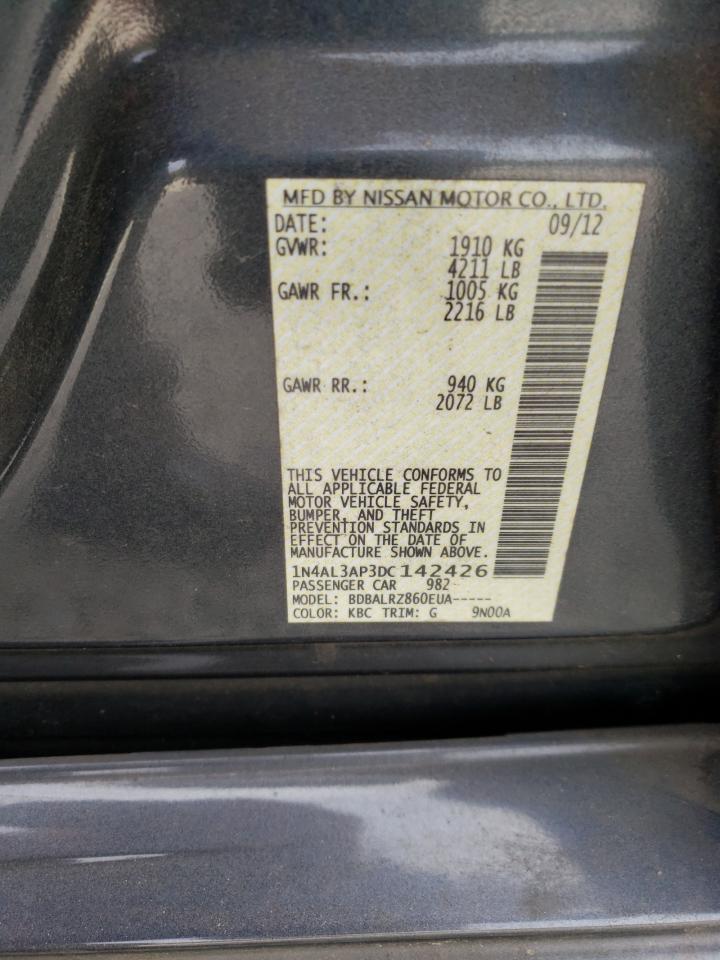 MFD BY NISSAN MOTOR CO., LTD.
DATE: 09/12
GVWR: 1910 KG
4211 LB
GAWR FR.: 1005 KG
2216 LB
GAWR RR.: 940 KG
2072 LB
THIS VEHICLE CONFORMS TO
ALL APPLICABLE FEDERAL
MOTOR VEHICLE SAFETY,
BUMPER, AND THEFT
PREVENTION STANDARDS IN
EFFECT ON THE DATE OF
MANUFACTURE SHOWN ABOVE.
1N4AL3AP3DC142426
PASSENGER CAR 982
MODEL: BDBALRZ860EUA-----
COLOR: KBC TRIM: G 9N00A